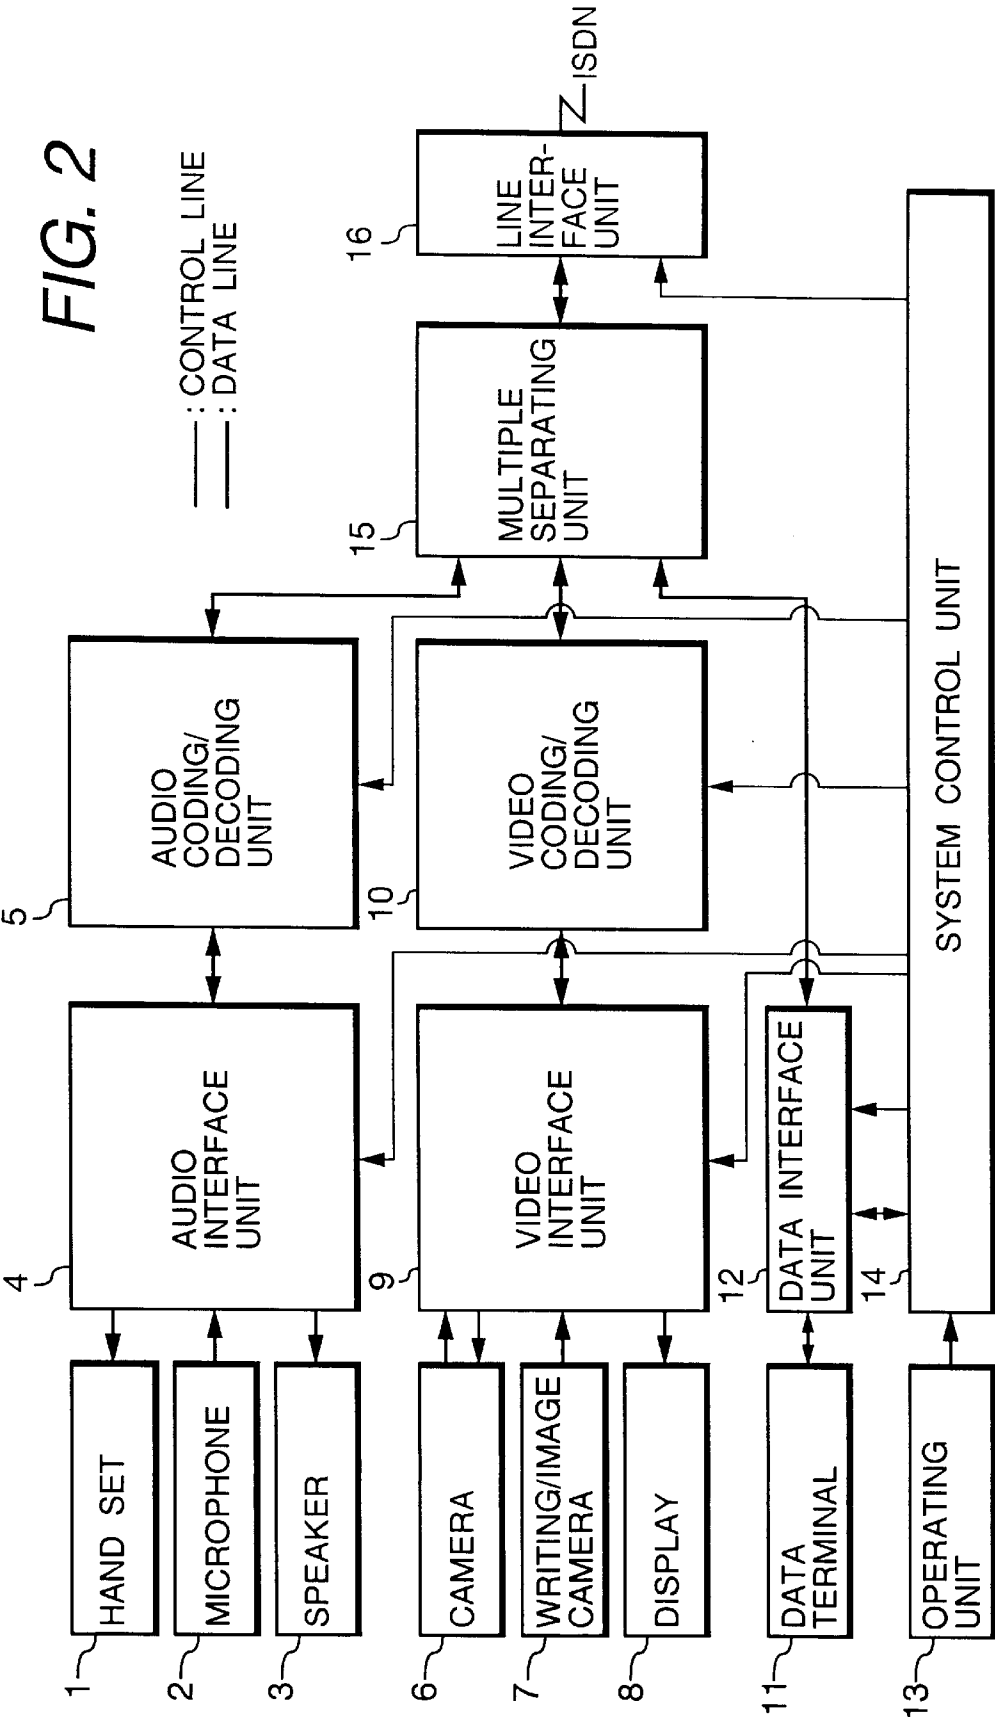 FIG. 2
: CONTROL LINE
: DATA LINE
1
HAND SET
2
MICROPHONE
3
SPEAKER
4
AUDIO
INTERFACE
UNIT
5
AUDIO
CODING/
DECODING
UNIT
6
CAMERA
7
WRITING/IMAGE
CAMERA
8
DISPLAY
9
VIDEO
INTERFACE
UNIT
10
VIDEO
CODING/
DECODING
UNIT
15
MULTIPLE
SEPARATING
UNIT
16
LINE
INTER-
FACE
UNIT
ISDN
11
DATA
TERMINAL
12
DATA INTERFACE
UNIT
13
OPERATING
UNIT
14
SYSTEM CONTROL UNIT